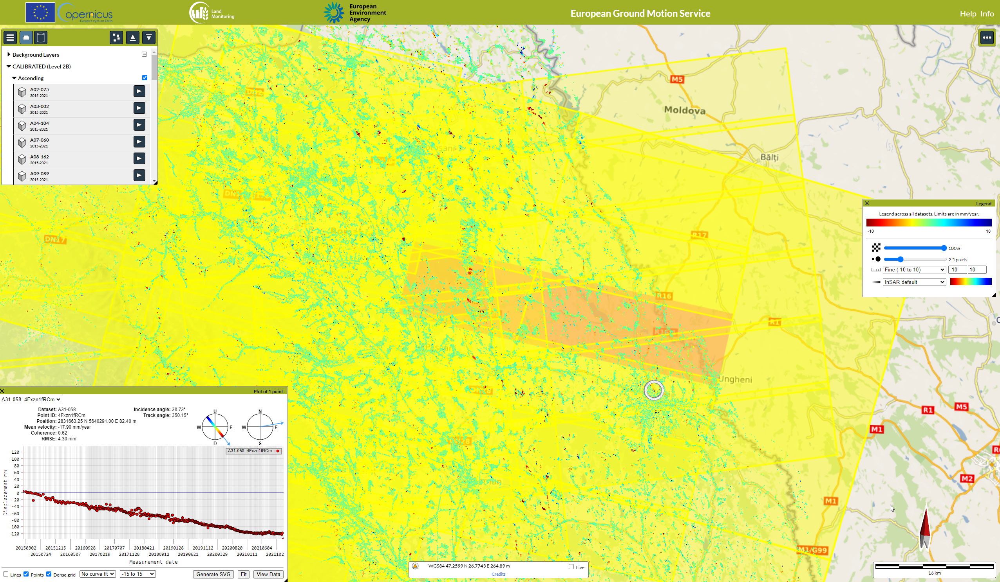 Copernicus
Europe's eyes on Earth
Land
Monitoring
European
Environment
Agency
European Ground Motion Service
Help Info
Background Layers
CALIBRATED (Level 2B)
Ascending
A02-075
2015-2021
A03-002
2015-2021
A04-104
2015-2021
A07-060
2015-2021
A08-162
2015-2021
A09-089
2015-2021
M5
Moldova
Bălți
DN17
R17
R16
R1
Ungheni
R1
M5
M1
M2
M1
M1/G99
Legend
Legend across all datasets. Limits are in mm/year.
-10 10
100%
2.5 pixels
Fine (-10 to 10) -10 10
InSAR default
Plot of 1 point
A31-058: 4Fxzn1fRCm
Dataset: A31-058
Point ID: 4Fxzn1fRCm
Position: 2831663.25 N 5640291.00 E 82.40 m
Mean velocity: -17.90 mm/year
Coherence: 0.62
RMSE: 4.30 mm
Incidence angle: 38.73°
Track angle: 350.15°
U
W E
D
N
W E
S
A31-058: 4Fxzn1fRCm
120
100
80
60
40
20
0
-20
-40
-60
-80
-100
-120
Displacement mm
20150302 20151215 20160928 20170707 20180421 20190128 20191112 20200820 20210604
20150724 20160507 20170219 20171128 20180912 20190621 20200329 20210111 2021102
Measurement date
Lines Points Dense grid No curve fit -15 to 15 Generate SVG Fit View Data
WGS84 47.2599 N 26.7743 E 264.89 m
Live
Credits
16 km